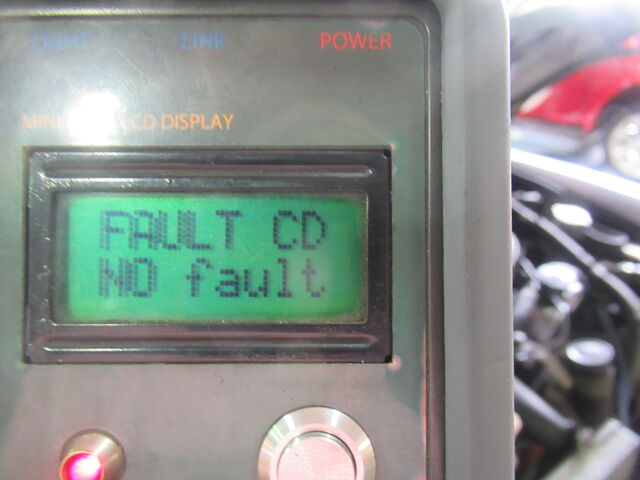 LIGHT LINK POWER
MINI LCD DISPLAY
FAULT CD
NO fault